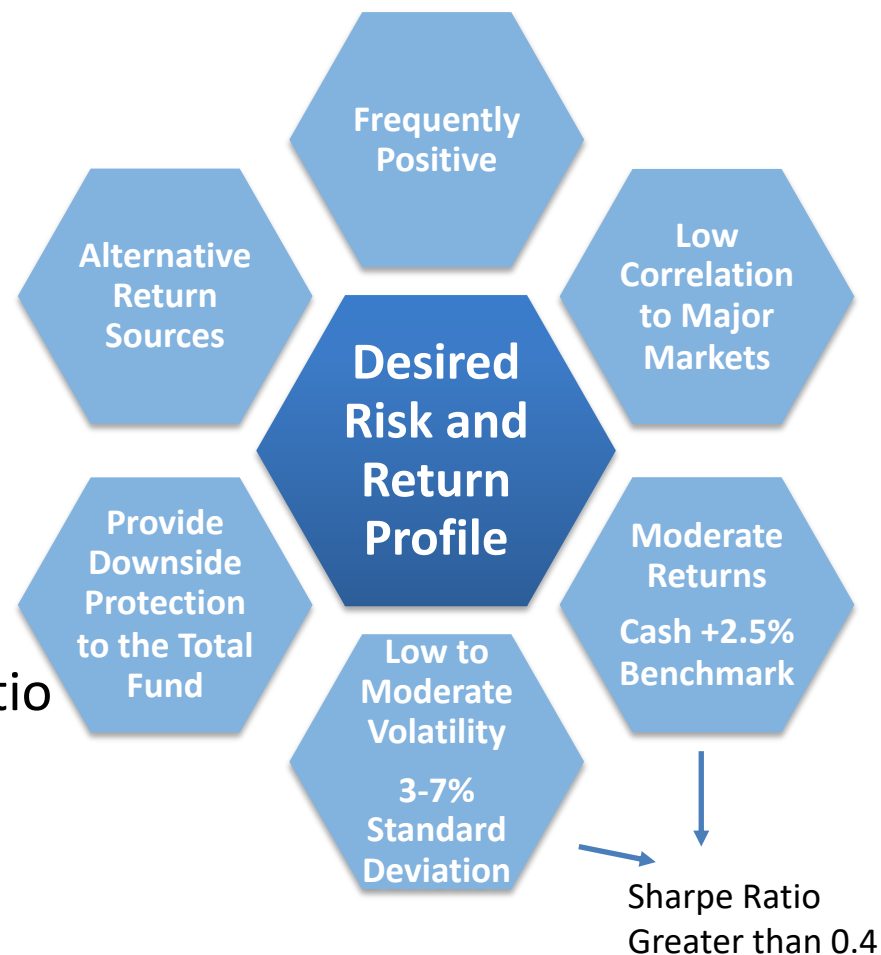 Frequently
Positive
Alternative
Return
Sources
Low
Correlation
to Major
Markets
Desired
Risk and
Return
Profile
Provide
Downside
Protection
to the Total
Fund
Moderate
Returns
Cash +2.5%
Benchmark
tio
Low to
Moderate
Volatility
3-7%
Standard
Deviation
Sharpe Ratio
Greater than 0.4